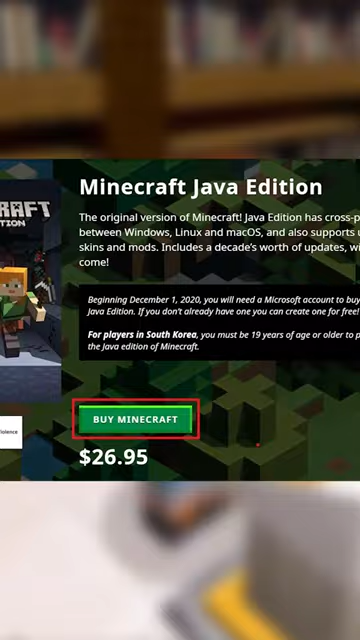 RAFT
TION
Violence
Minecraft Java Edition
The original version of Minecraft! Java Edition has cross-p
between Windows, Linux and macOS, and also supports u
skins and mods. Includes a decade's worth of updates, wi
come!
Beginning December 1, 2020, you will need a Microsoft account to buy
Java Edition. If you don't already have one you can create one for free!
For players in South Korea, you must be 19 years of age or older to p
the Java edition of Minecraft.
BUY MINECRAFT
$26.95